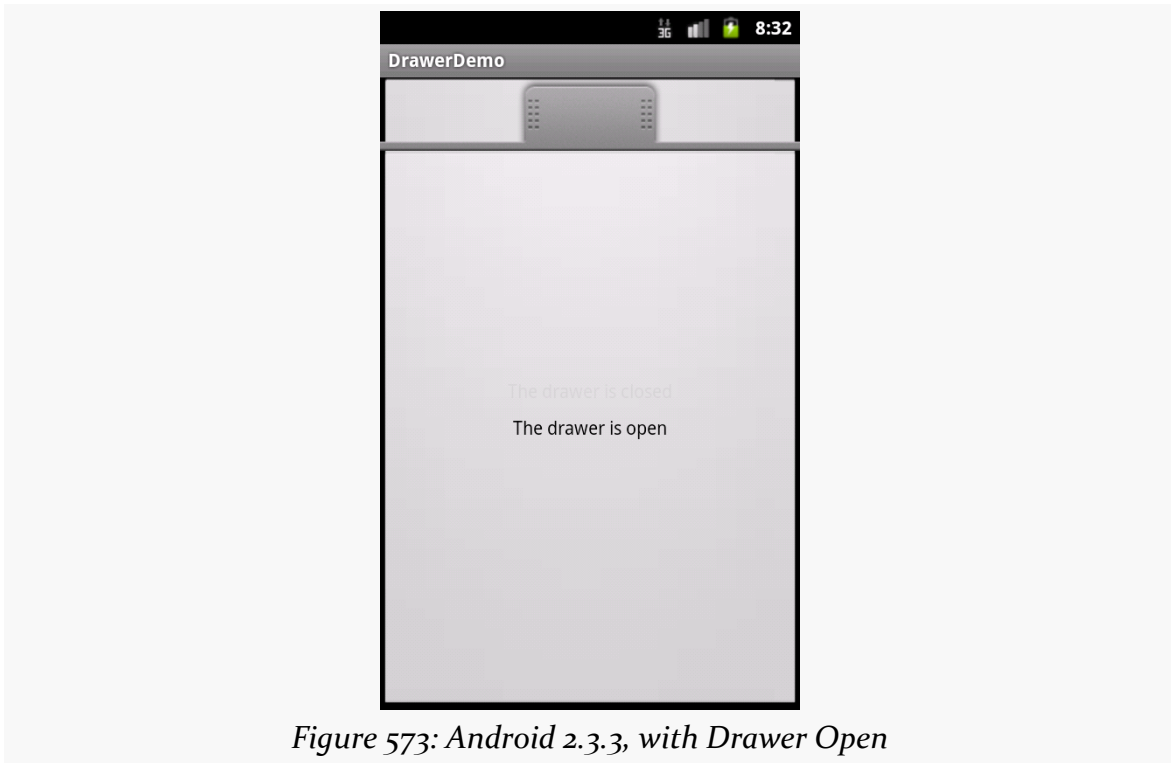 3G 8:32
DrawerDemo
The drawer is closed
The drawer is open
Figure 573: Android 2.3.3, with Drawer Open